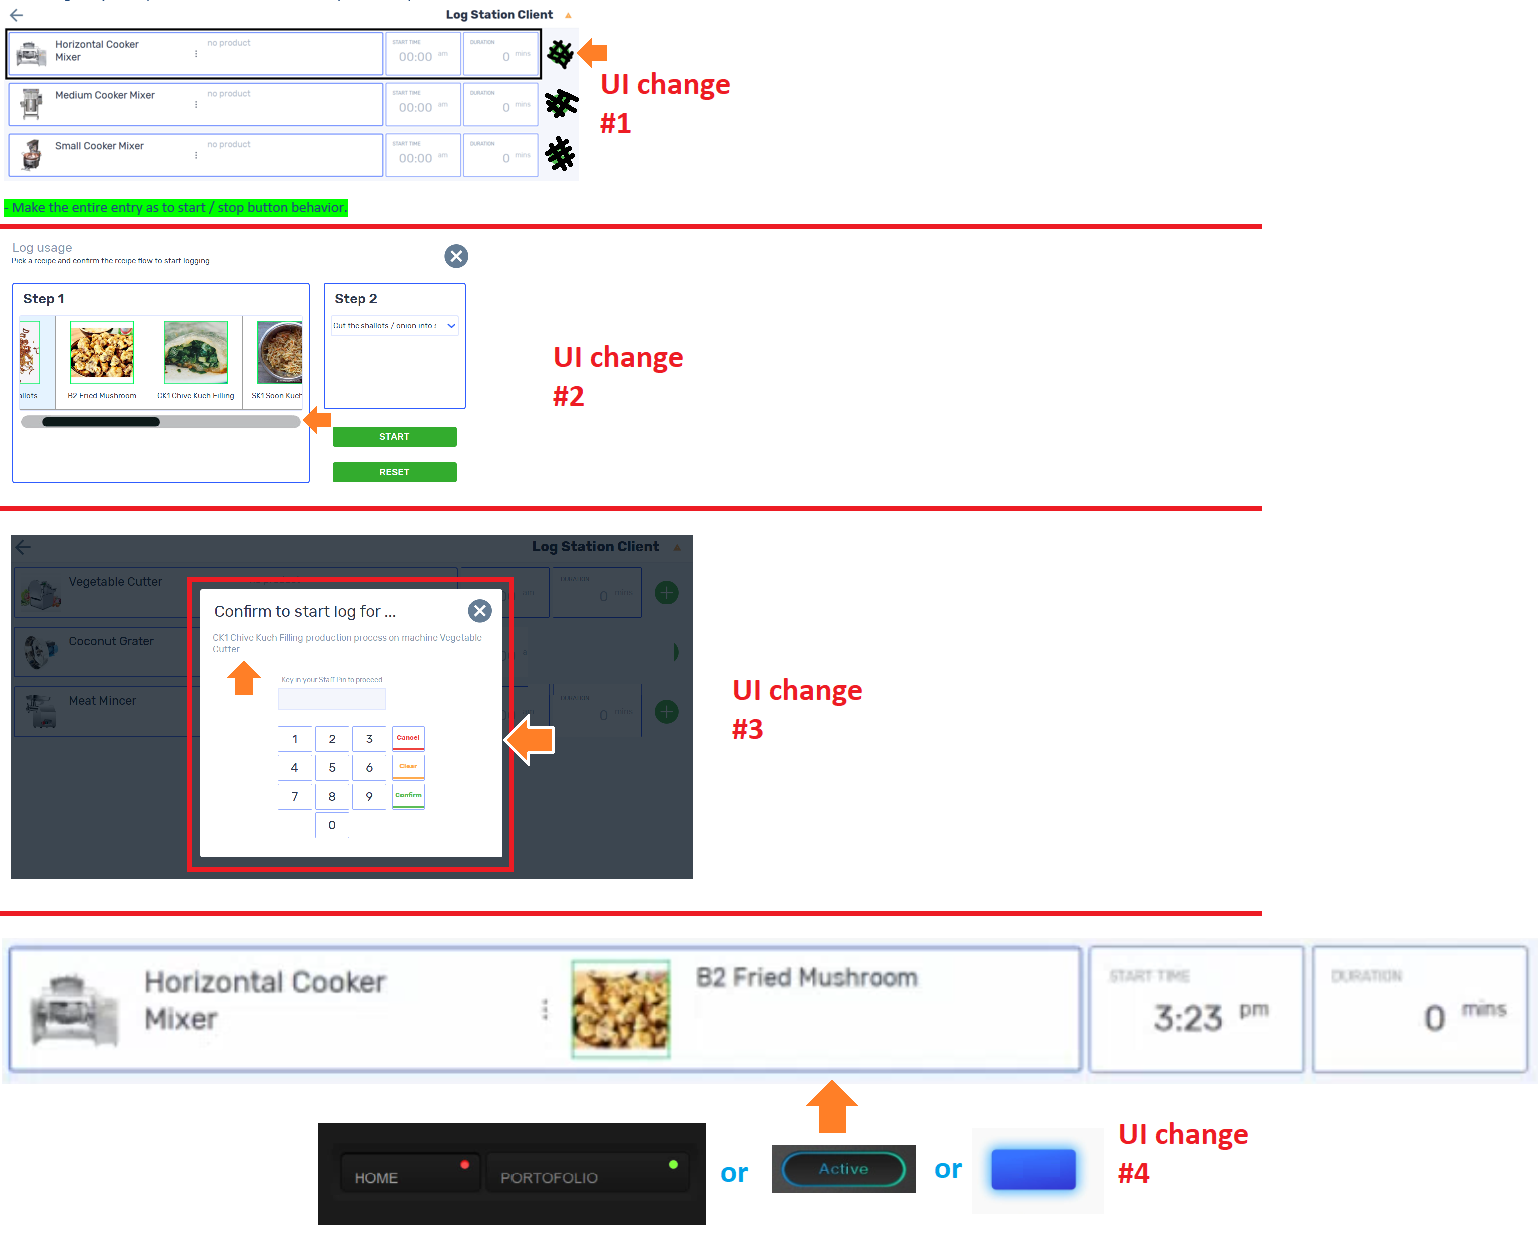 Log Station Client
Horizontal Cooker
Mixer
no product
START TIME
00:00 am
DURATION
0 mins
Medium Cooker Mixer
no product
START TIME
00:00 am
DURATION
0 mins
Small Cooker Mixer
no product
START TIME
00:00 am
DURATION
0 mins
UI change
#1
- Make the entire entry as to start / stop button behavior.
Log usage
Pick a recipe and confirm the recipe flow to start logging
Step 1
allots
B2 Fried Mushroom
CK1 Chive Kueh Filling
SK1 Soon Kueh
Step 2
Cut the shallots / onion into s
START
RESET
UI change
#2
Log Station Client
Vegetable Cutter
DURATION
0 mins
Coconut Grater
Meat Mincer
DURATION
0 mins
Confirm to start log for ...
CK1 Chive Kueh Filling production process on machine Vegetable
Cutter
Key in your Staff Pin to proceed
1 2 3 Cancel
4 5 6 Clear
7 8 9 Confirm
0
UI change
#3
Horizontal Cooker
Mixer
B2 Fried Mushroom
START TIME
3:23 pm
DURATION
0 mins
HOME
PORTOFOLIO
or
Active
or
UI change
#4